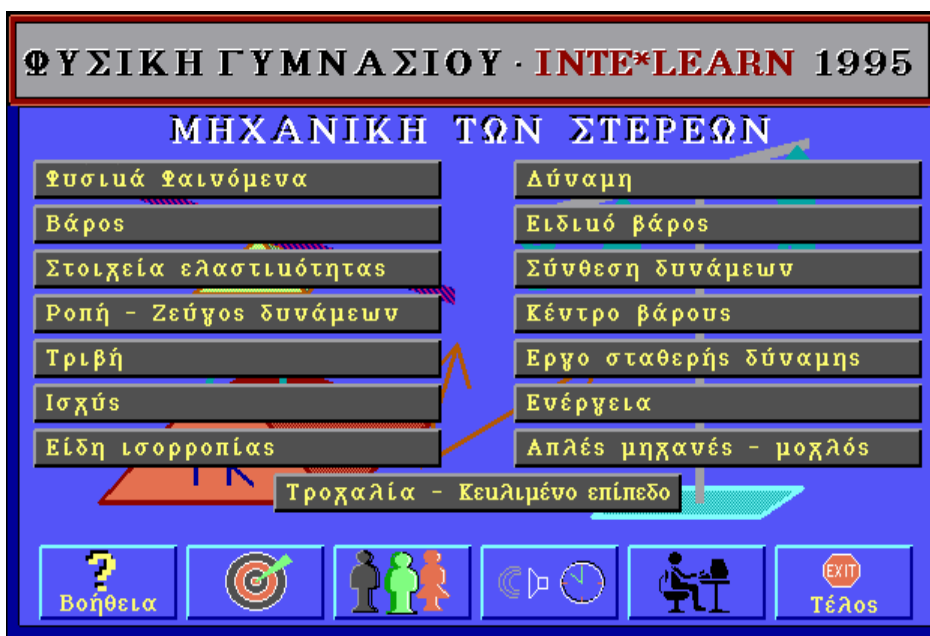 ΦΥΣΙΚΗ ΓΥΜΝΑΣΙΟΥ · INTE*LEARN 1995
ΜΗΧΑΝΙΚΗ ΤΩΝ ΣΤΕΡΕΩΝ
Φυσικά Φαινόμενα
Δύναμη
Βάρος
Ειδικό βάρος
Στοιχεία ελαστικότητας
Σύνθεση δυνάμεων
Ροπή - Ζεύγος δυνάμεων
Κέντρο βάρους
Τριβή
Εργο σταθερής δύναμης
Ισχύς
Ενέργεια
Είδη ισορροπίας
Απλές μηχανές - μοχλός
Τροχαλία - Κεκλιμένο επίπεδο
?
Βοήθεια
EXIT
Τέλος